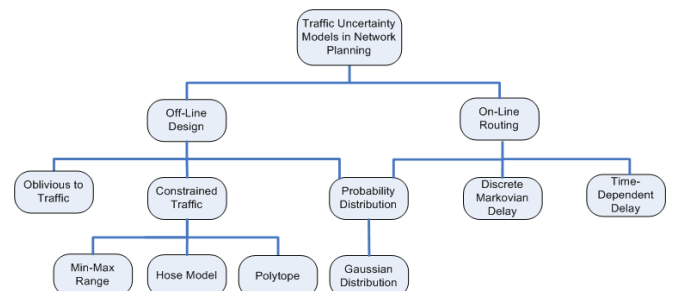 Traffic Uncertainty
Models in Network
Planning
Off-Line
Design
On-Line
Routing
Oblivious to
Traffic
Constrained
Traffic
Probability
Distribution
Discrete
Markovian
Delay
Time-
Dependent
Delay
Min-Max
Range
Hose Model
Polytope
Gaussian
Distribution